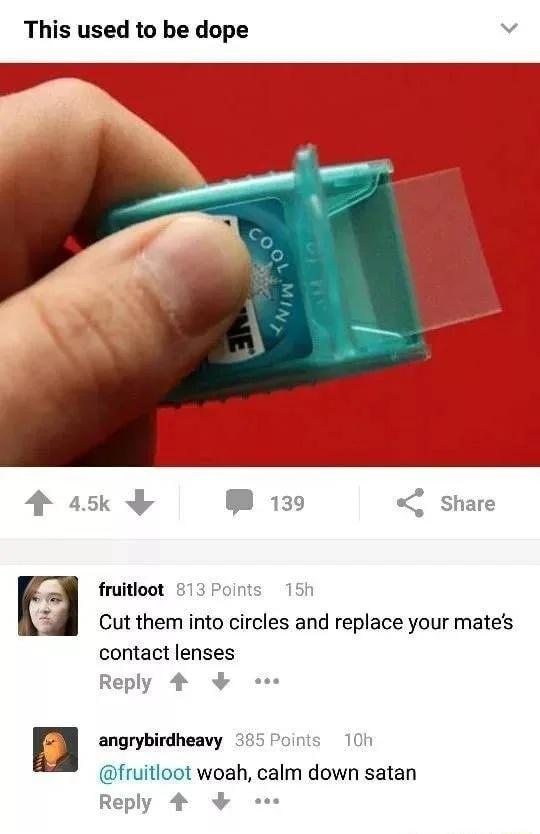 This used to be dope
COOL MINT
NE
4.5k
139
Share
fruitloot 813 Points 15h
Cut them into circles and replace your mate's
contact lenses
Reply
angrybirdheavy 385 Points 10h
@fruitloot woah, calm down satan
Reply